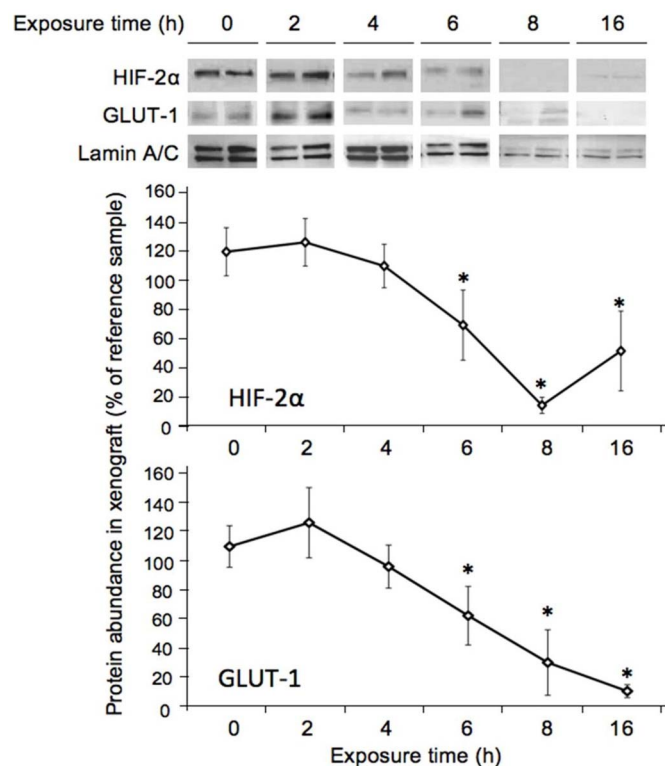 Exposure time (h) 0 2 4 6 8 16
HIF-2α
GLUT-1
Lamin A/C
Protein abundance in xenograft (% of reference sample)
160
140
120
100
80
60
40
20
0
*
*
*
HIF-2α
0 2 4 6 8 16
160
140
120
100
80
60
40
20
0
*
*
*
GLUT-1
0 2 4 6 8 16
Exposure time (h)